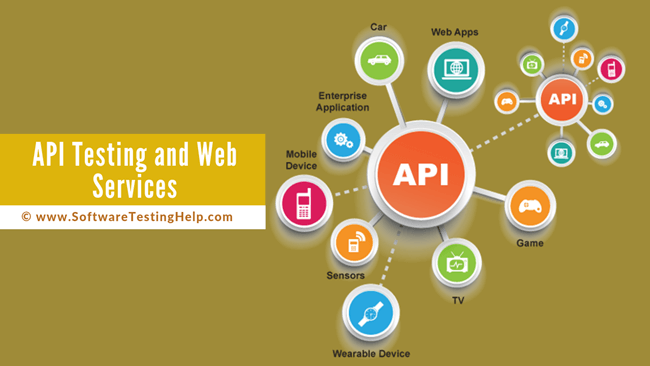 API Testing and Web
Services
© www.SoftwareTestingHelp.com
Car
Web Apps
Enterprise
Application
Mobile
Device
API
API
Game
Sensors
TV
Wearable Device